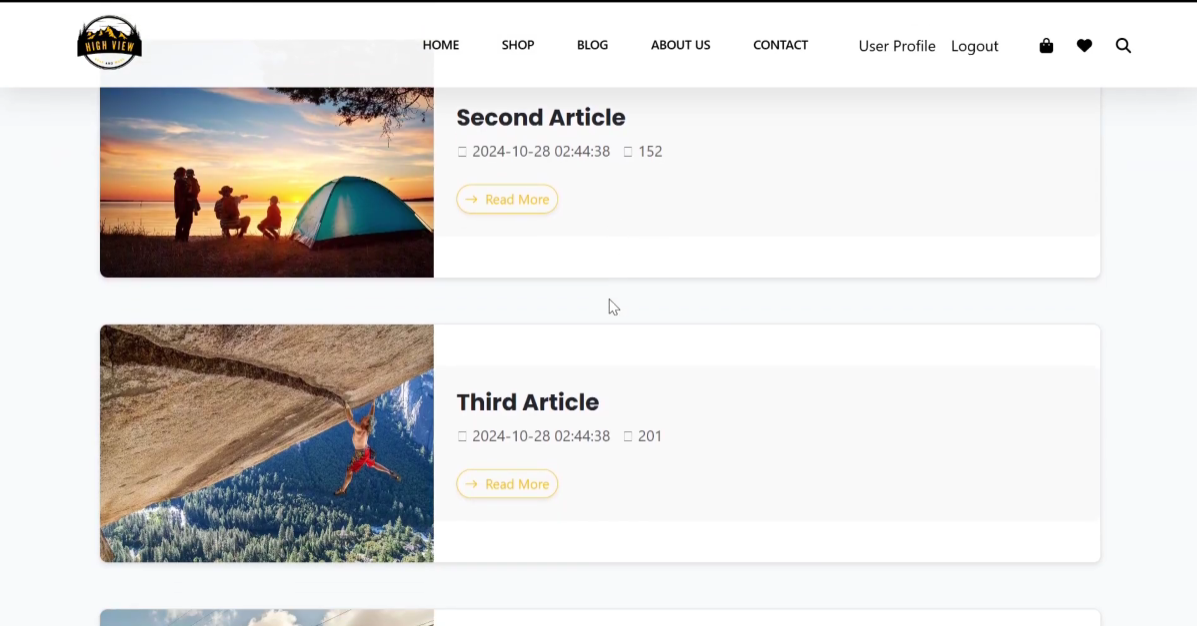 HIGH VIEW
AND
HOME SHOP BLOG ABOUT US CONTACT User Profile Logout
Second Article
2024-10-28 02:44:38 152
Read More
Third Article
2024-10-28 02:44:38 201
Read More